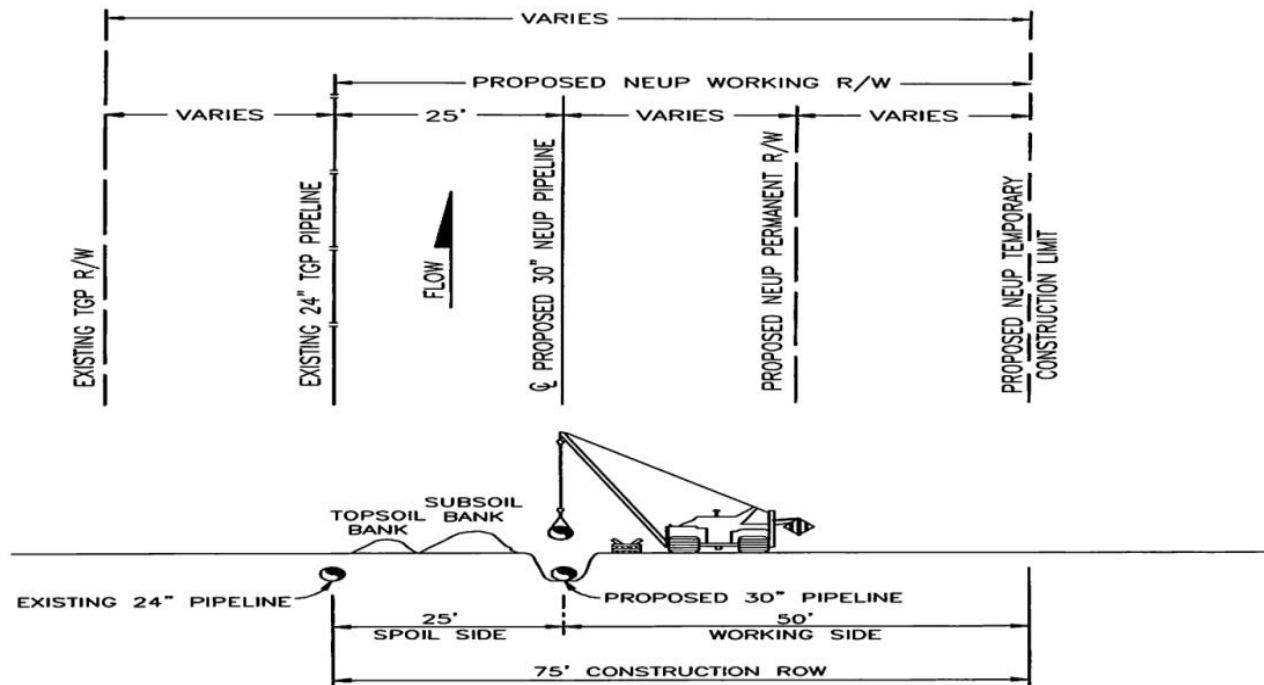 VARIES
PROPOSED NEUP WORKING R/W
VARIES
25'
VARIES
VARIES
EXISTING TGP R/W
EXISTING 24" TGP PIPELINE
FLOW
℄ PROPOSED 30" NEUP PIPELINE
PROPOSED NEUP PERMANENT R/W
PROPOSED NEUP TEMPORARY
CONSTRUCTION LIMIT
TOPSOIL
BANK
SUBSOIL
BANK
EXISTING 24" PIPELINE
PROPOSED 30" PIPELINE
25'
SPOIL SIDE
50'
WORKING SIDE
75' CONSTRUCTION ROW